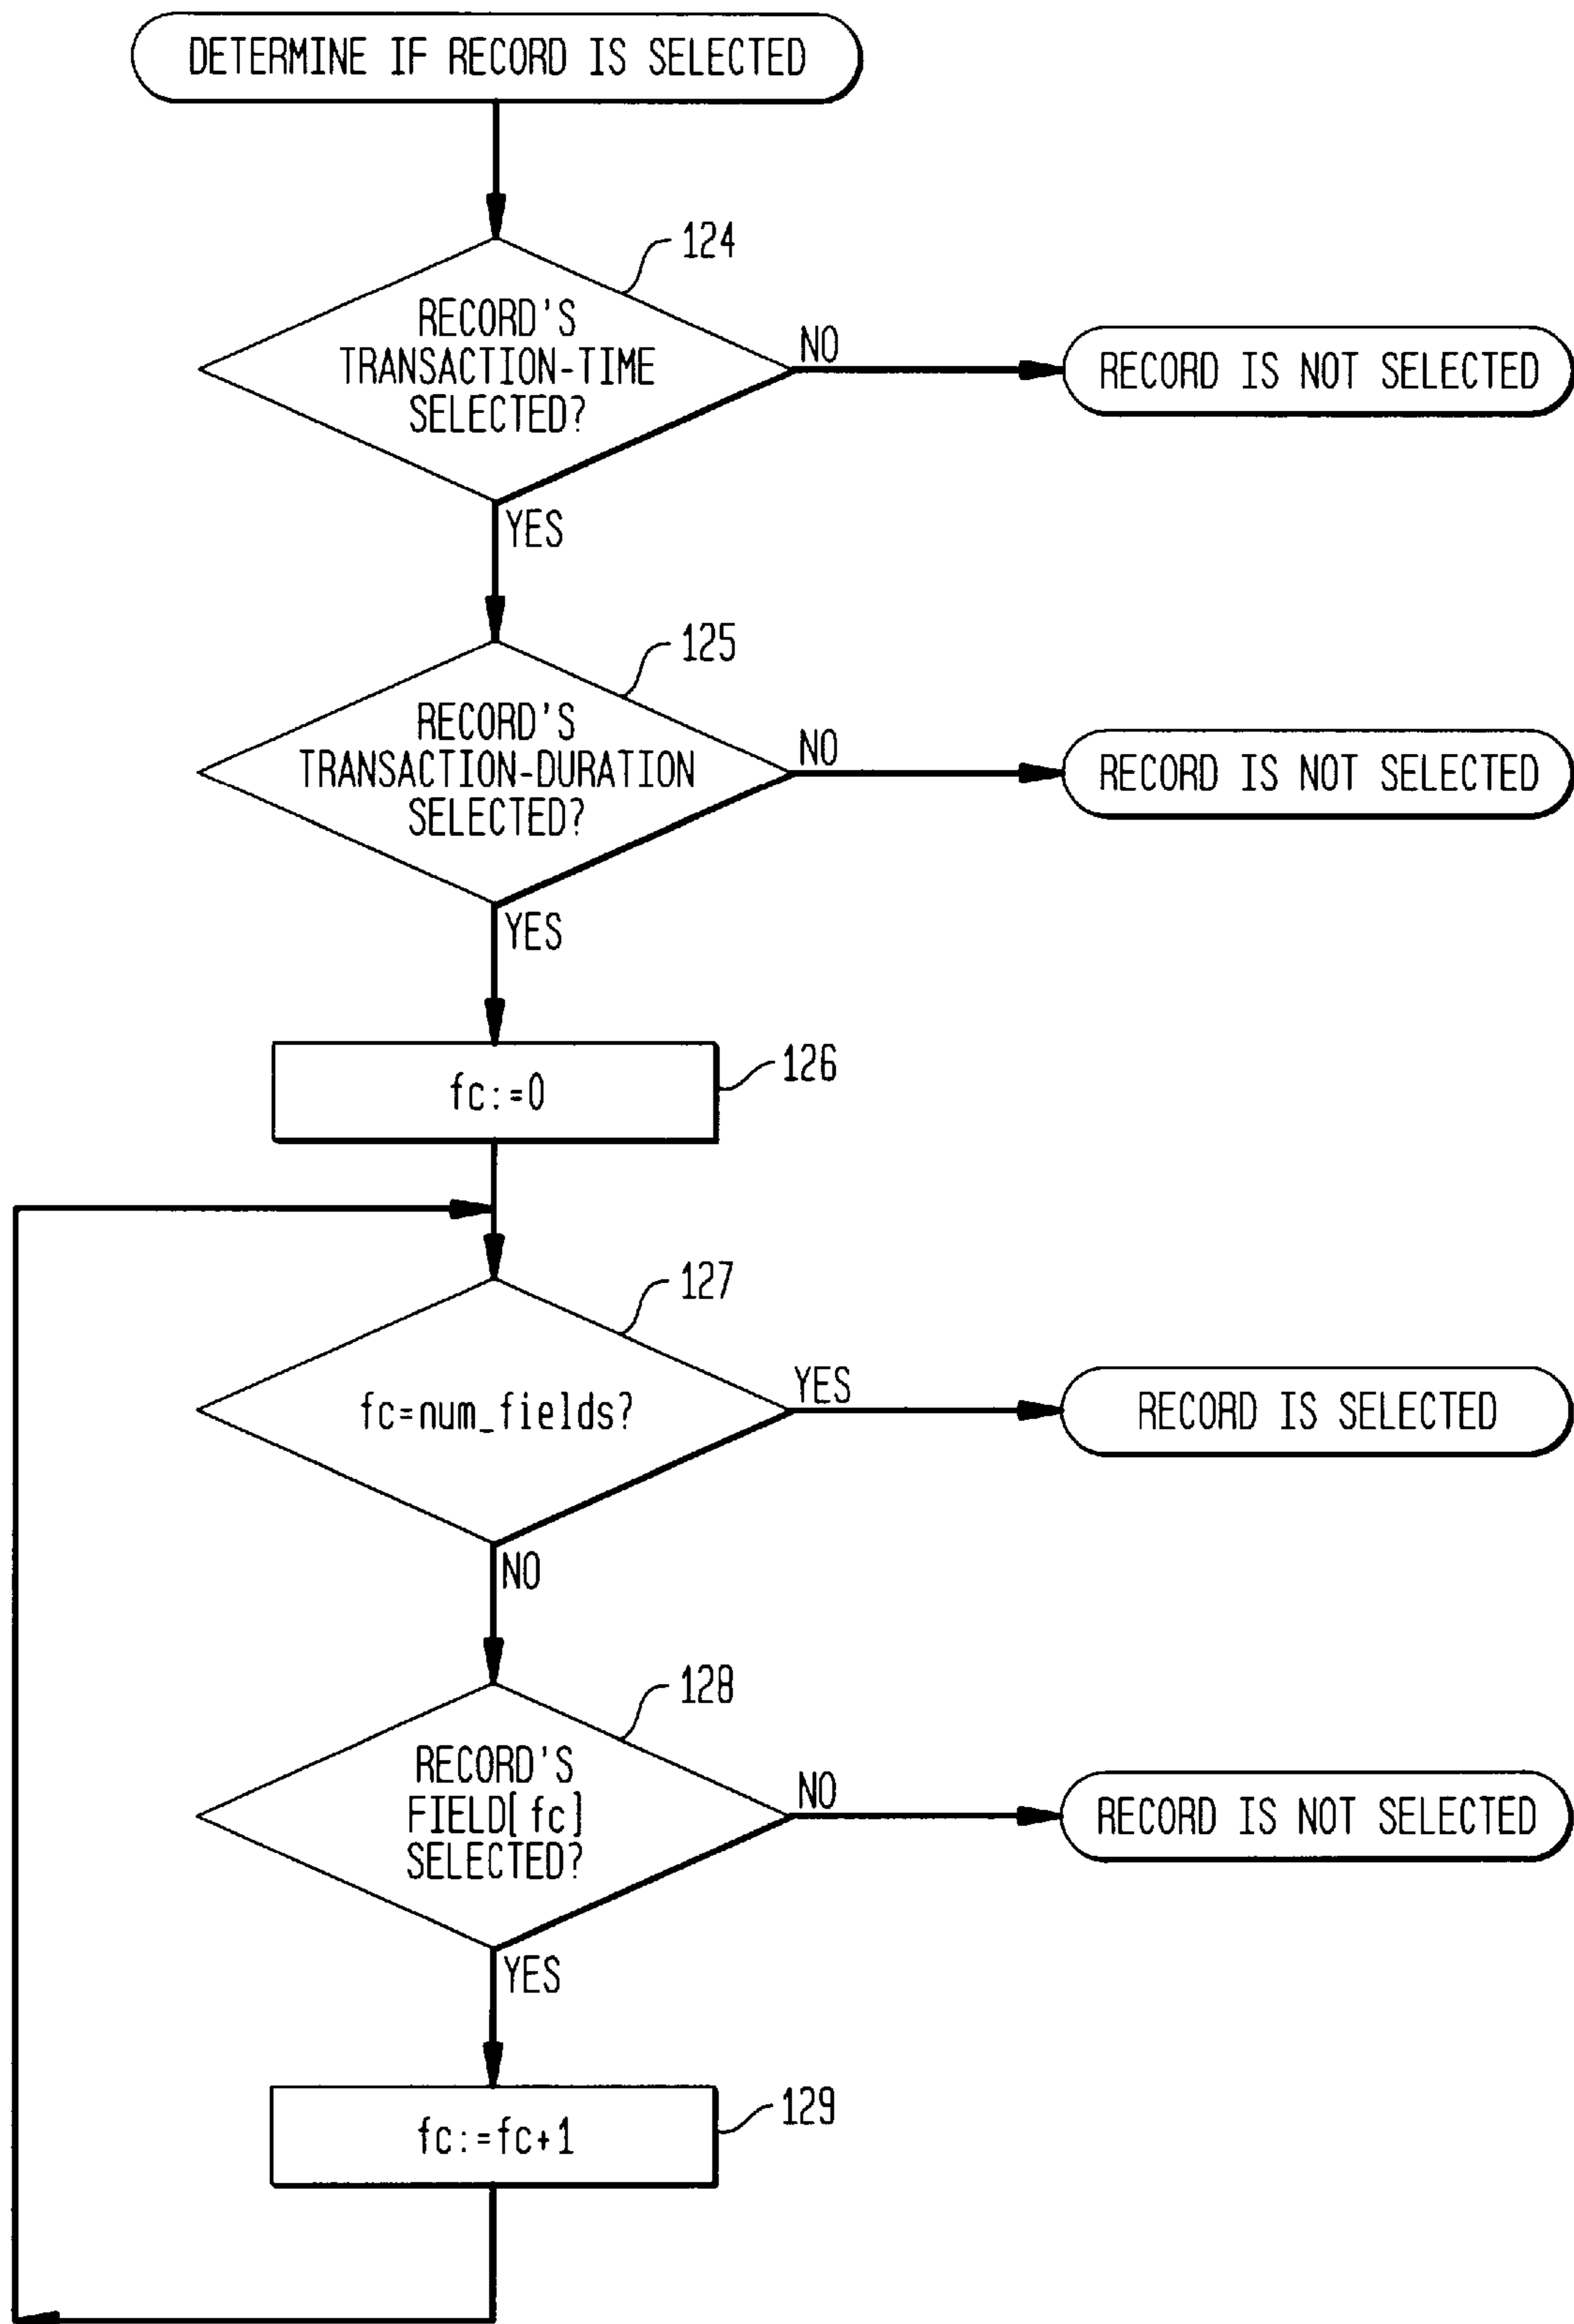 DETERMINE IF RECORD IS SELECTED
124
RECORD'S
TRANSACTION-TIME
SELECTED?
NO
RECORD IS NOT SELECTED
YES
125
RECORD'S
TRANSACTION-DURATION
SELECTED?
NO
RECORD IS NOT SELECTED
YES
fc:=0
126
127
fc=num_fields?
YES
RECORD IS SELECTED
NO
128
RECORD'S
FIELD[fc]
SELECTED?
NO
RECORD IS NOT SELECTED
YES
fc:=fc+1
129